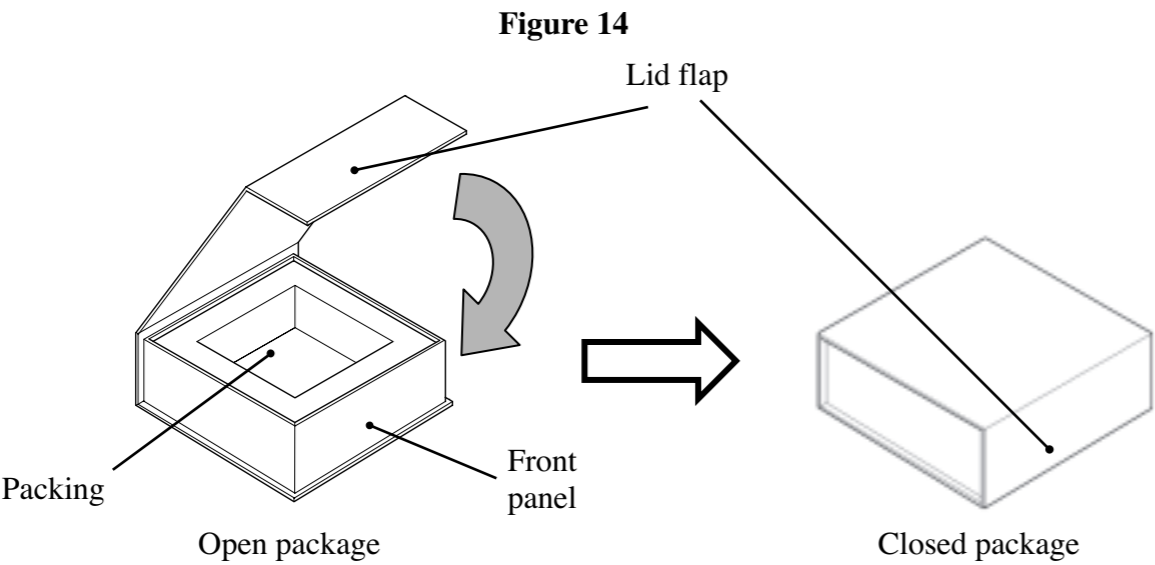 Figure 14
Lid flap
Packing
Front
panel
Open package
Closed package